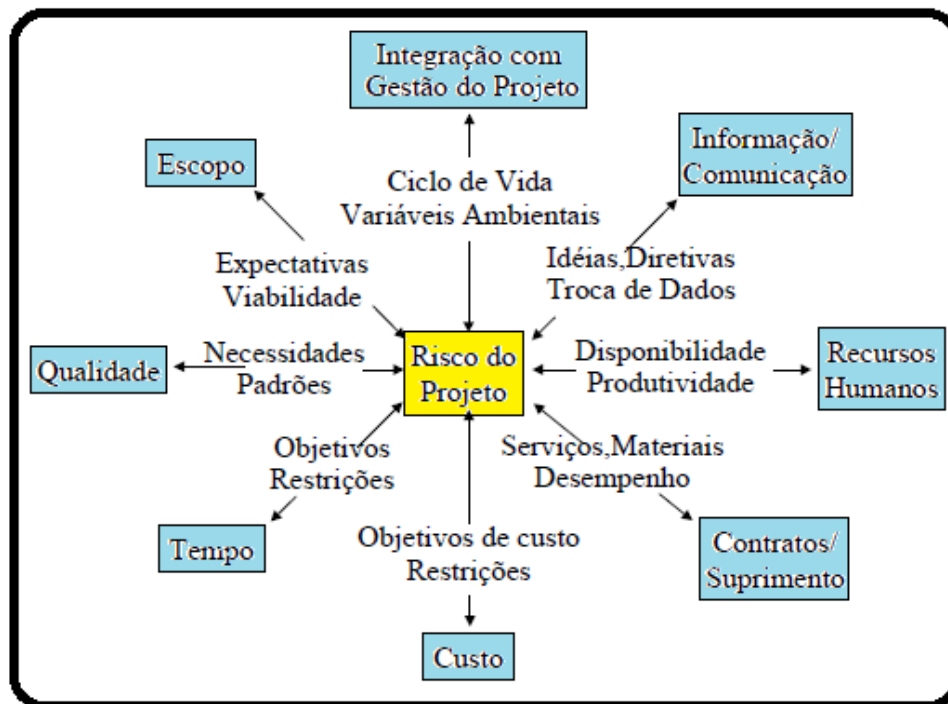 Integração com
Gestão do Projeto
Informação/
Comunicação
Escopo
Ciclo de Vida
Variáveis Ambientais
Idéias,Diretivas
Troca de Dados
Expectativas
Viabilidade
Qualidade
Necessidades
Padrões
Risco do
Projeto
Disponibilidade
Produtividade
Recursos
Humanos
Objetivos
Restrições
Serviços,Materiais
Desempenho
Tempo
Objetivos de custo
Restrições
Contratos/
Suprimento
Custo